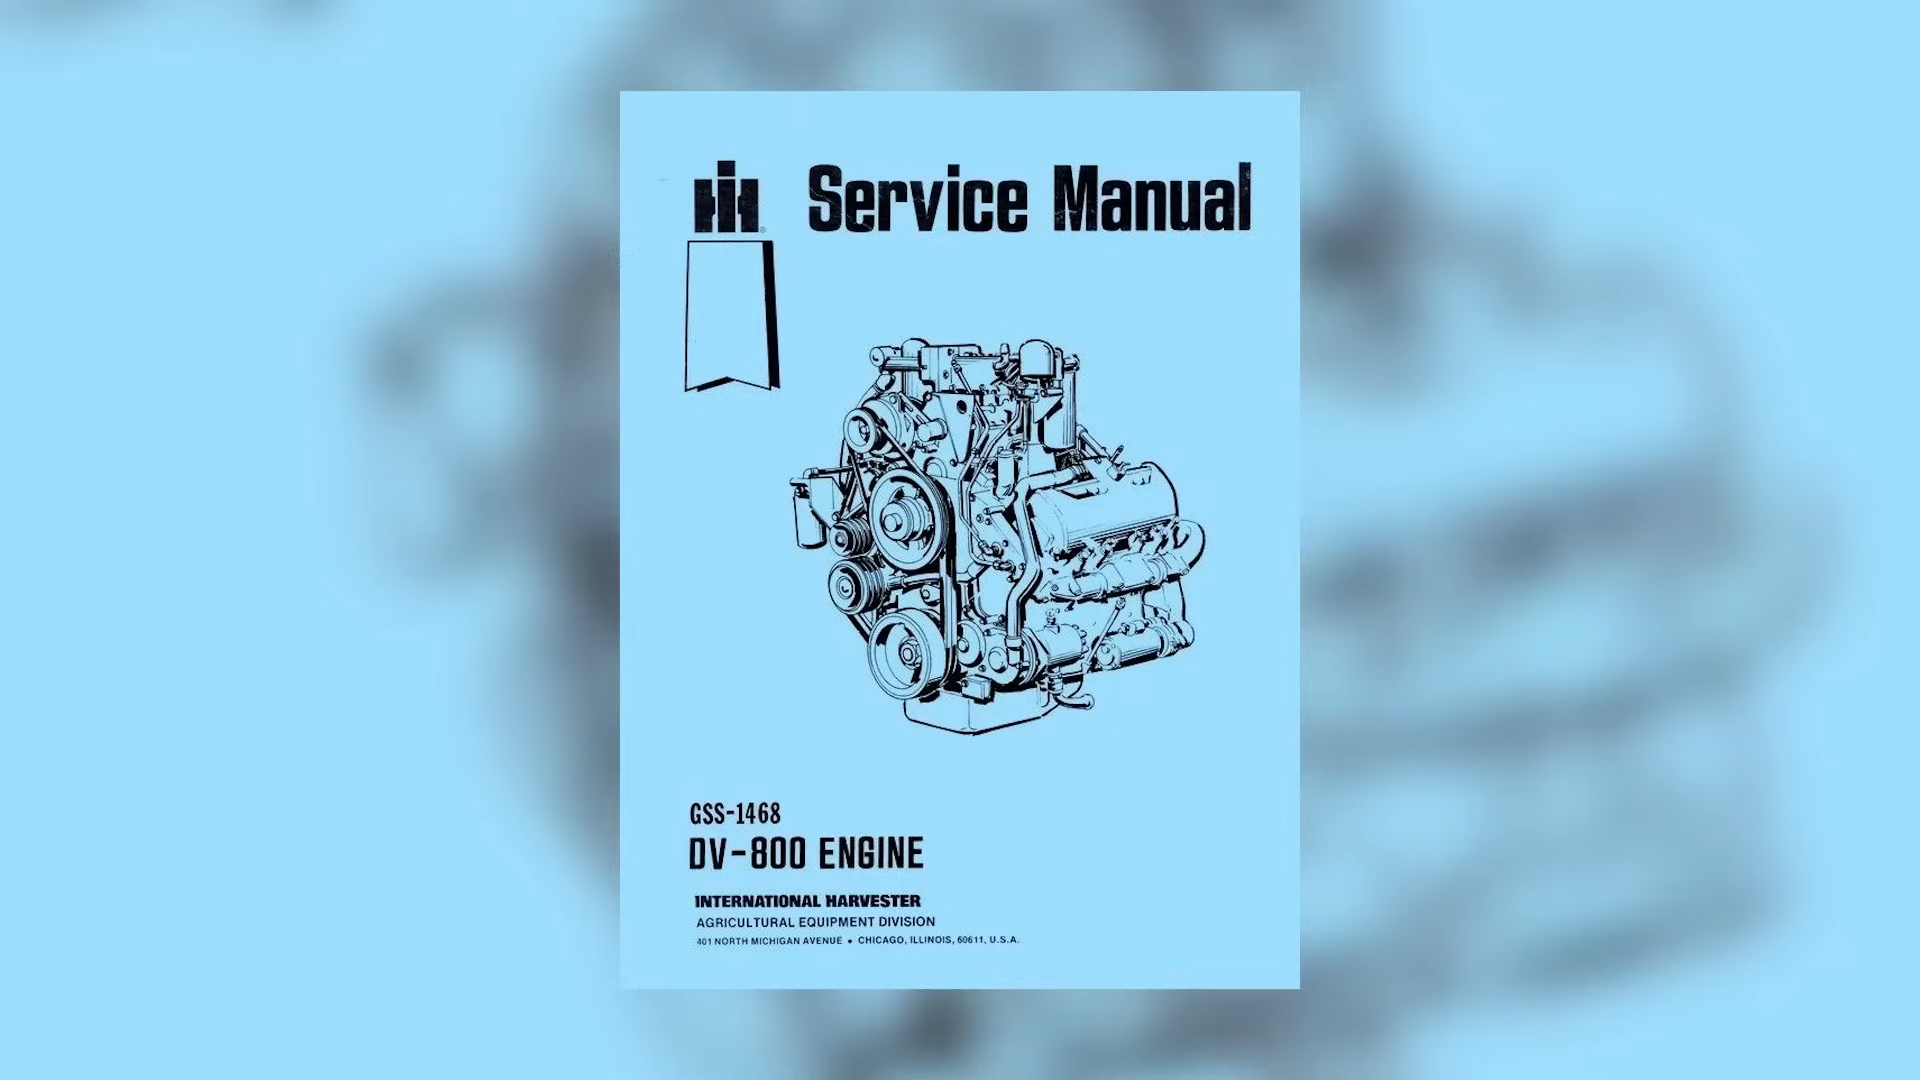 IH® Service Manual
GSS-1468
DV-800 ENGINE
INTERNATIONAL HARVESTER
AGRICULTURAL EQUIPMENT DIVISION
401 NORTH MICHIGAN AVENUE • CHICAGO, ILLINOIS, 60611, U.S.A.